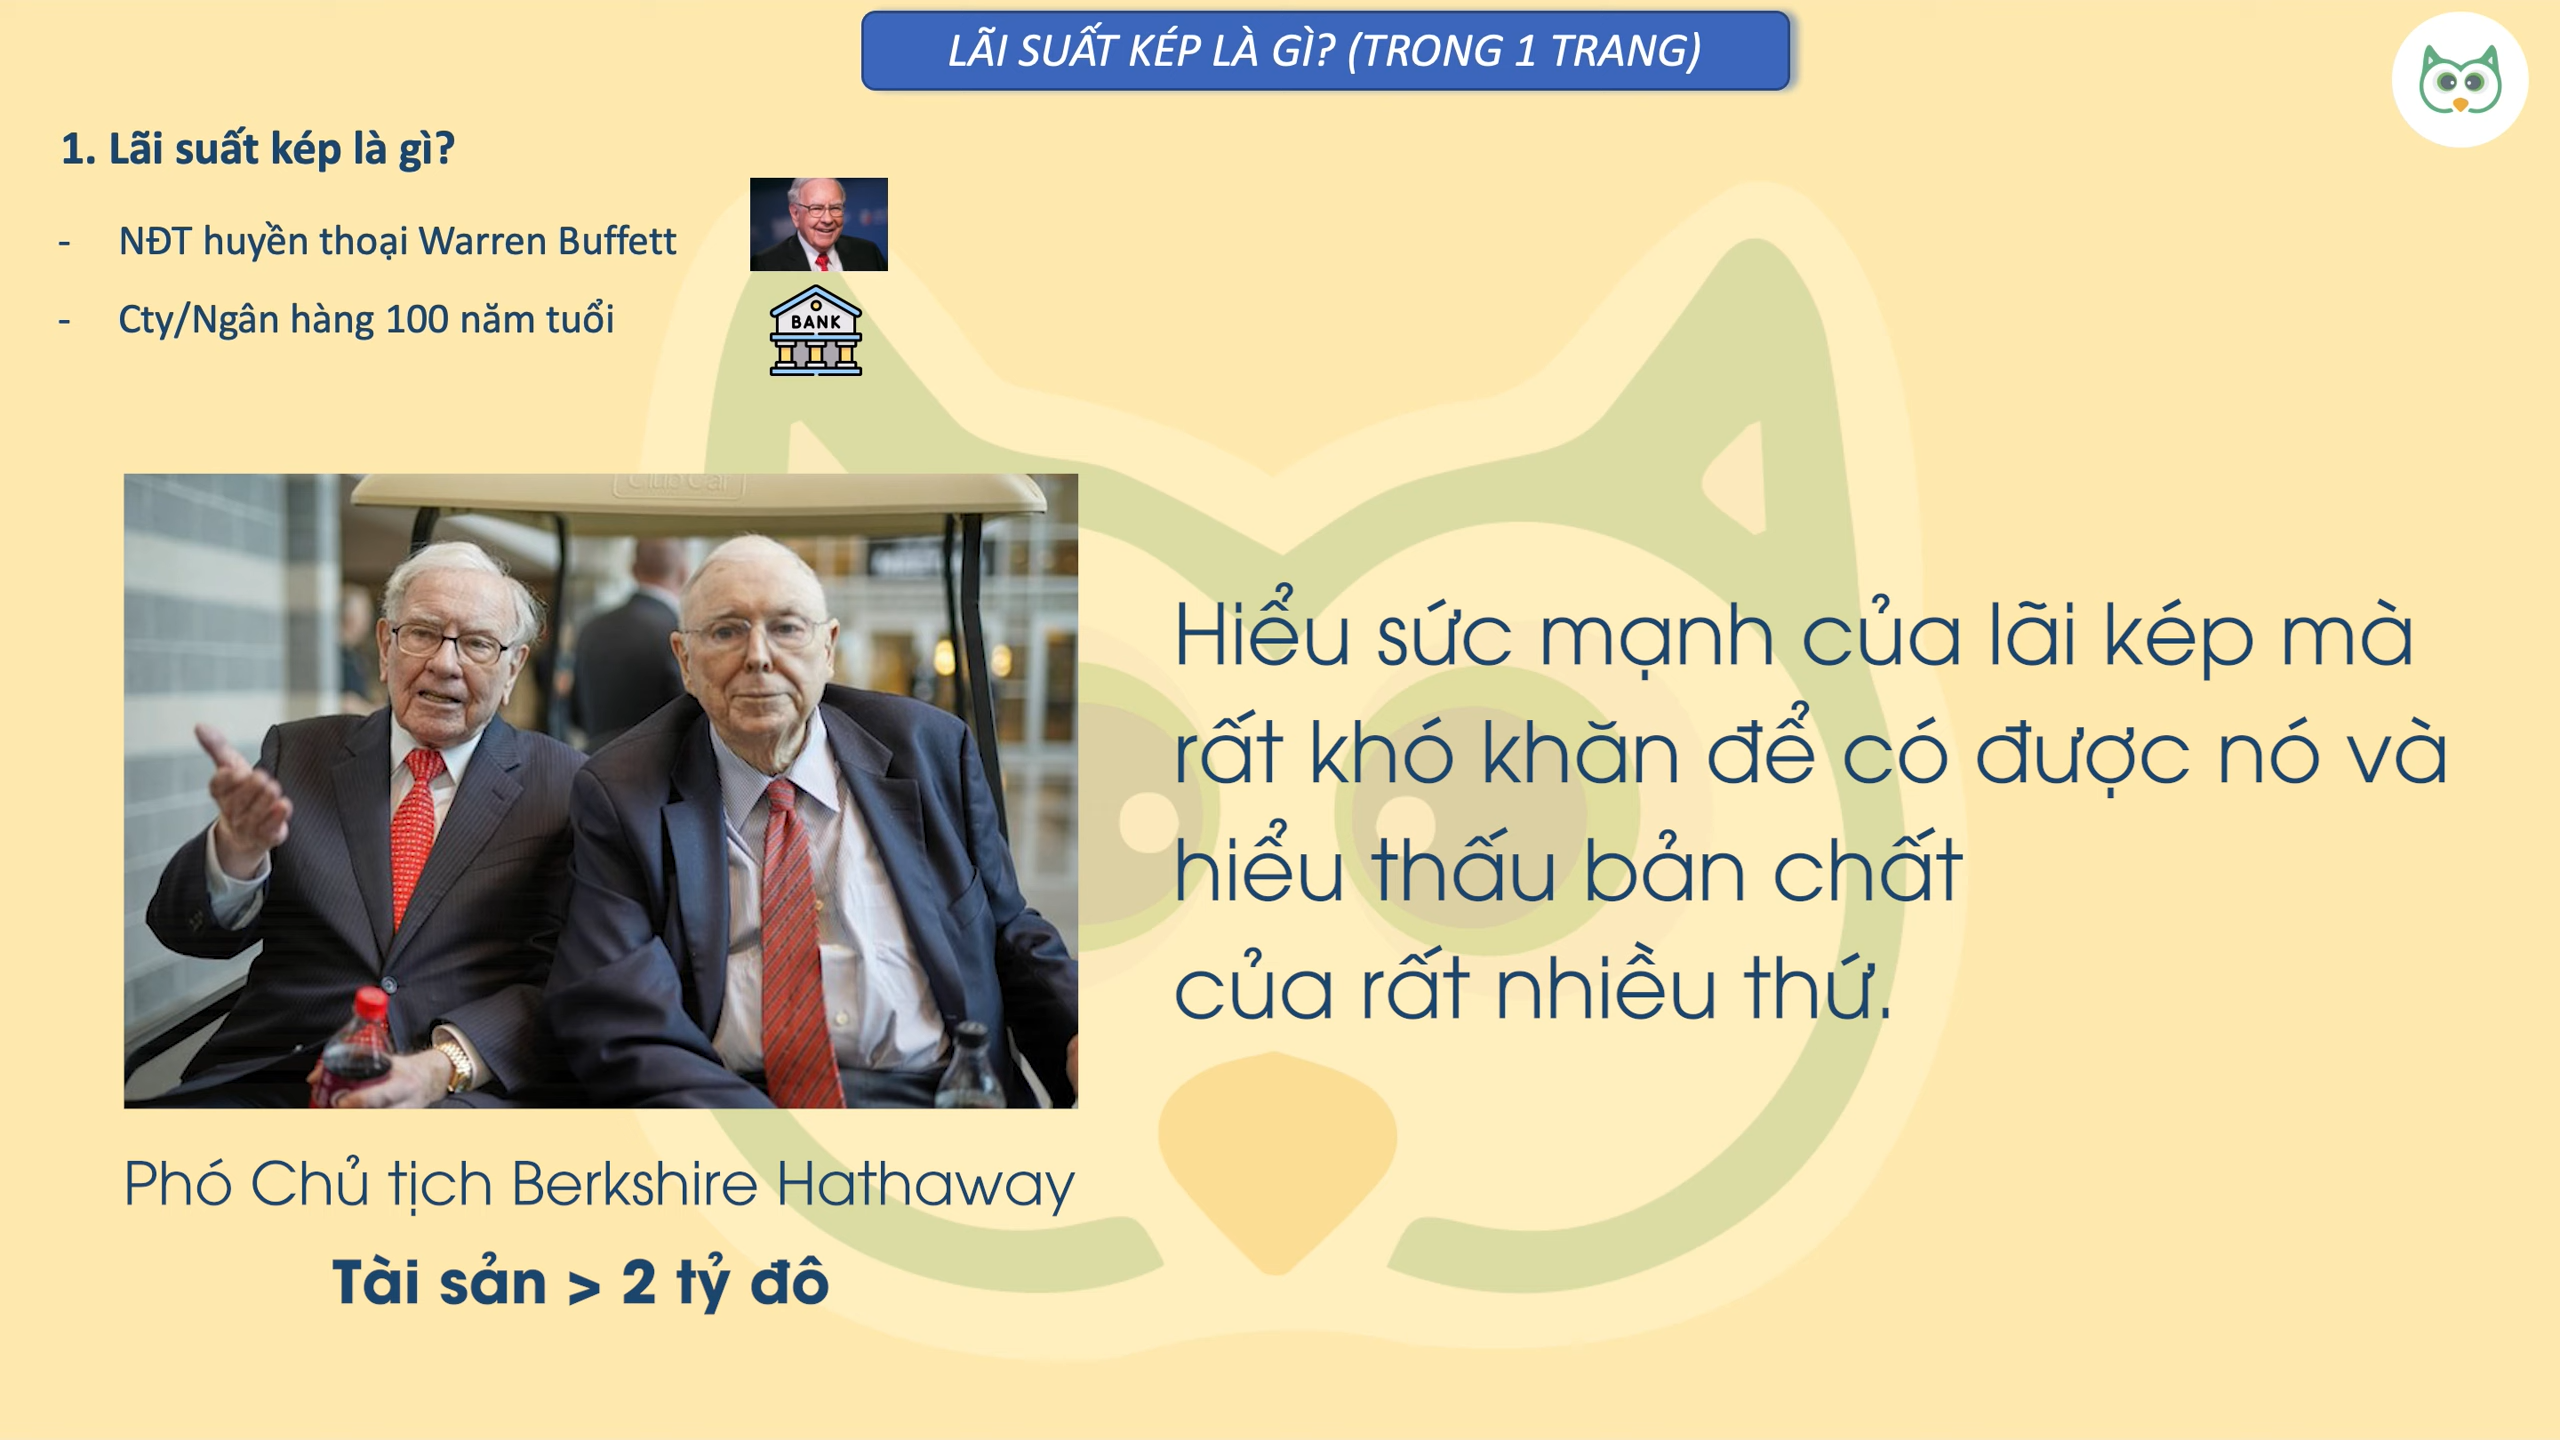 LÃI SUẤT KÉP LÀ GÌ? (TRONG 1 TRANG)
1. Lãi suất kép là gì?
- NĐT huyền thoại Warren Buffett
- Cty/Ngân hàng 100 năm tuổi
BANK
Club Car
Hiểu sức mạnh của lãi kép mà
rất khó khăn để có được nó và
hiểu thấu bản chất
của rất nhiều thứ.
Phó Chủ tịch Berkshire Hathaway
Tài sản > 2 tỷ đô